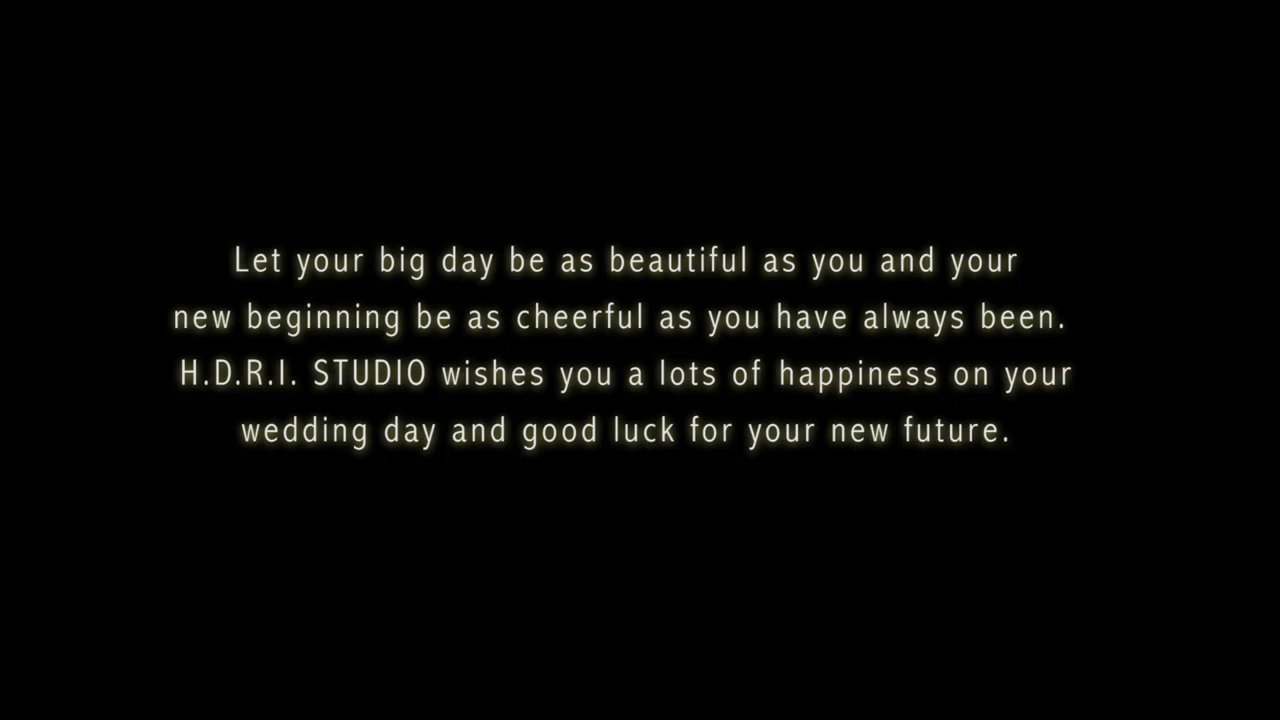 Let your big day be as beautiful as you and your
new beginning be as cheerful as you have always been.
H.D.R.I. STUDIO wishes you a lots of happiness on your
wedding day and good luck for your new future.